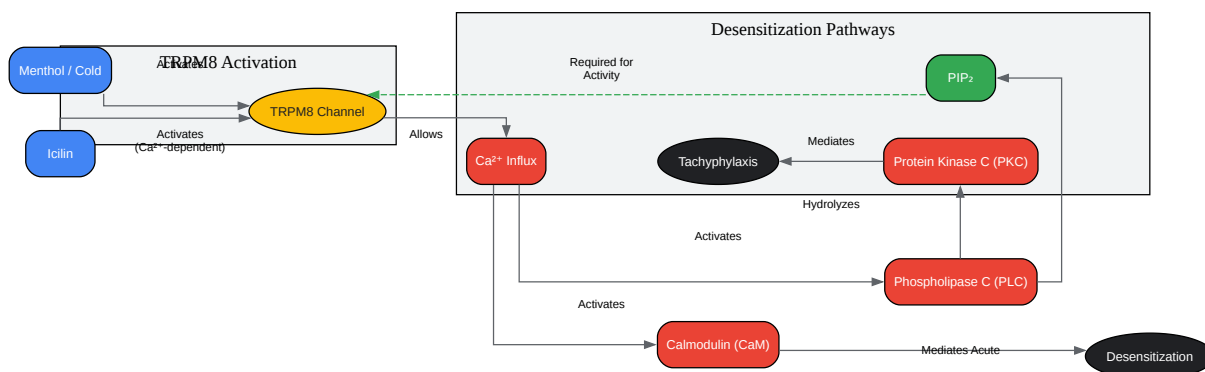 Desensitization Pathways
TRPM8 Activation
Activates
Menthol / Cold
Required for
Activity
PIP₂
TRPM8 Channel
Activates
(Ca²⁺-dependent)
Allows
Icilin
Ca²⁺ Influx
Tachyphylaxis
Mediates
Protein Kinase C (PKC)
Hydrolyzes
Activates
Phospholipase C (PLC)
Activates
Calmodulin (CaM)
Mediates Acute
Desensitization